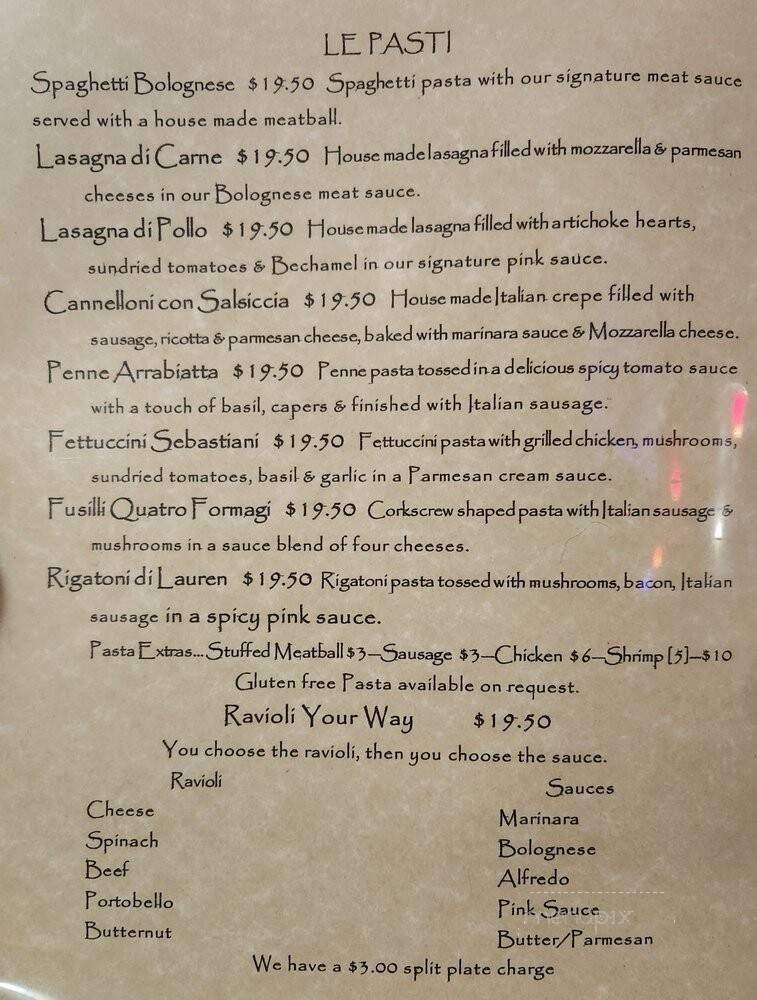 LE PASTI
Spaghetti Bolognese $19.50 Spaghetti pasta with our signature meat sauce
served with a house made meatball.
Lasagna di Carne $19.50 House made lasagna filled with mozzarella & parmesan
cheeses in our Bolognese meat sauce.
Lasagna di Pollo $19.50 House made lasagna filled with artichoke hearts,
sundried tomatoes & Bechamel in our signature pink sauce.
Cannelloni con Salsiccia $19.50 House made Italian crepe filled with
sausage, ricotta & parmesan cheese, baked with marinara sauce & Mozzarella cheese.
Penne Arrabiatta $19.50 Penne pasta tossed in a delicious spicy tomato sauce
with a touch of basil, capers & finished with Italian sausage.
Fettuccini Sebastiani $19.50 Fettuccini pasta with grilled chicken, mushrooms,
sundried tomatoes, basil & garlic in a Parmesan cream sauce.
Fusilli Quatro Formagi $19.50 Corkscrew shaped pasta with Italian sausage &
mushrooms in a sauce blend of four cheeses.
Rigatoni di Lauren $19.50 Rigatoni pasta tossed with mushrooms, bacon, Italian
sausage in a spicy pink sauce.
Pasta Extras...Stuffed Meatball $3—Sausage $3—Chicken $6—Shrimp [5]—$10
Gluten free Pasta available on request.
Ravioli Your Way $19.50
You choose the ravioli, then you choose the sauce.
Ravioli
Cheese
Spinach
Beef
Portobello
Butternut
Sauces
Marinara
Bolognese
Alfredo
Pink Sauce
Butter/Parmesan
We have a $3.00 split plate charge